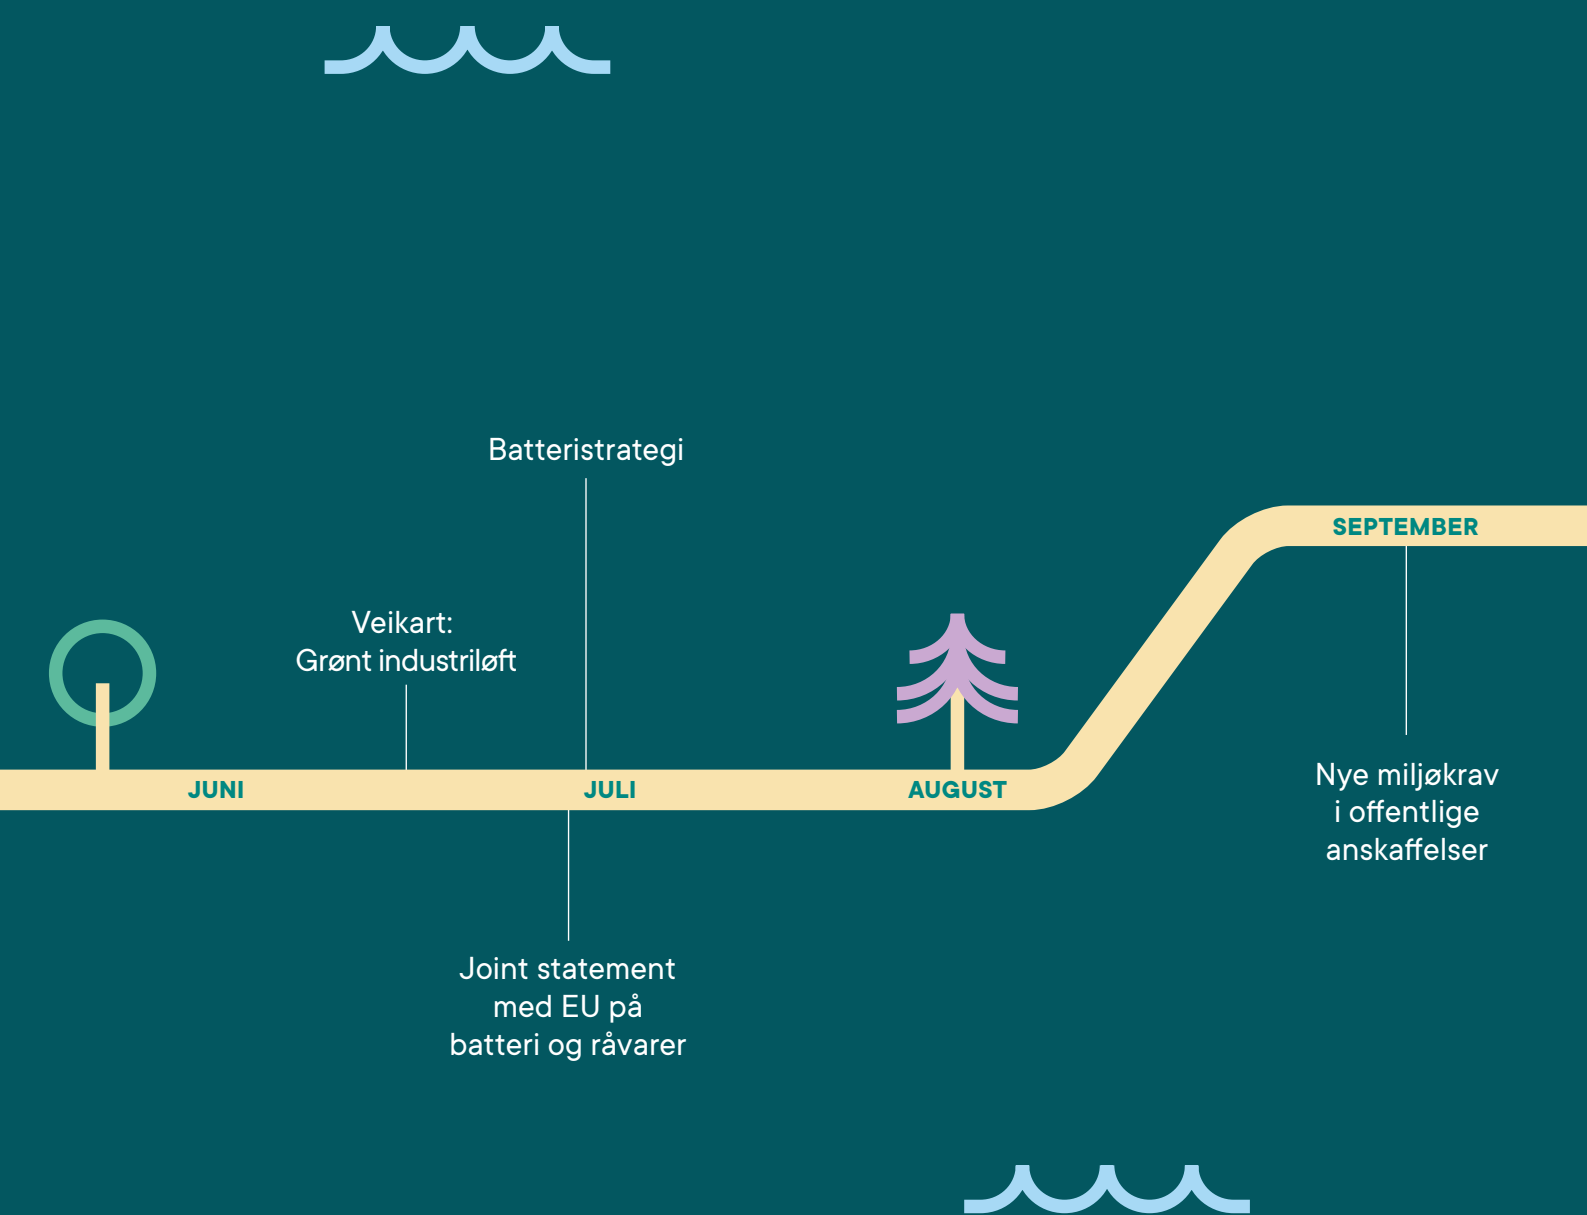 Batteristrategi
SEPTEMBER
Veikart:
Grønt industriløft
JUNI
JULI
AUGUST
Nye miljøkrav
i offentlige
anskaffelser
Joint statement
med EU på
batteri og råvarer